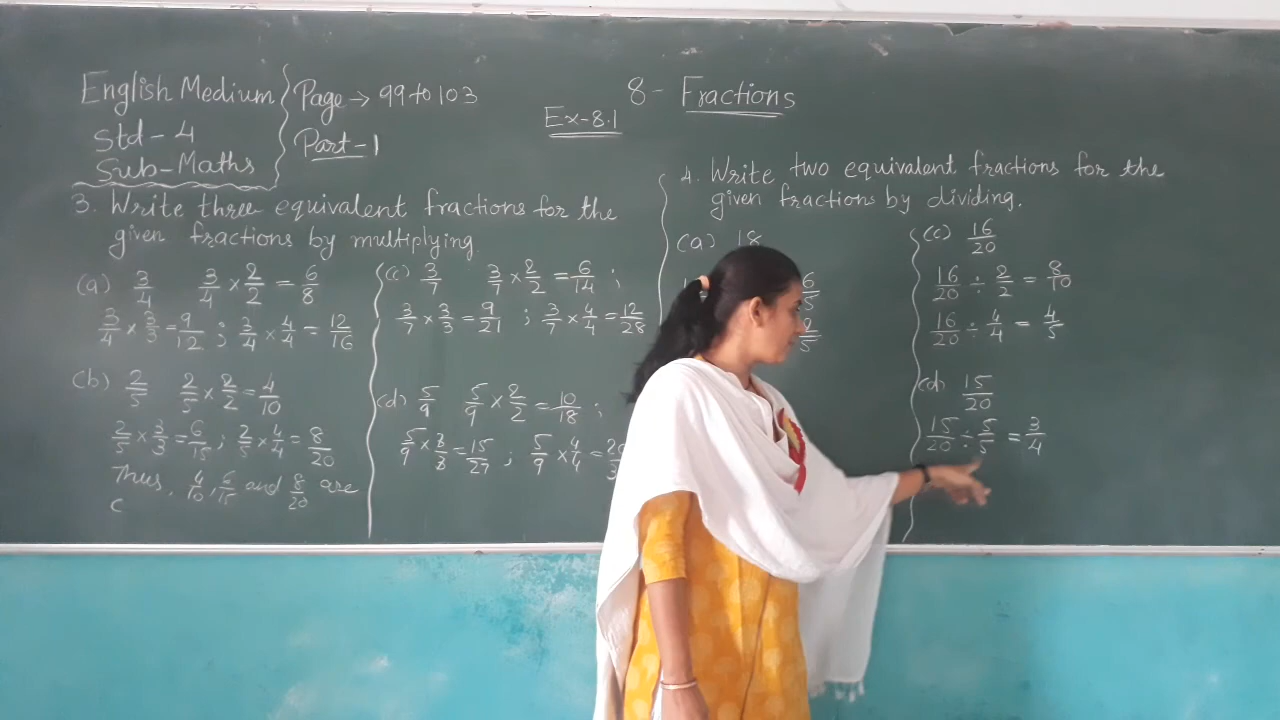 English Medium
Std - 4
Sub - Maths
Page → 99 to 103
Part - 1
8 - Fractions
Ex - 8.1
3. Write three equivalent fractions for the
given fractions by multiplying.
(a) 3/4 3/4 × 2/2 = 6/8
3/4 × 3/3 = 9/12 ; 3/4 × 4/4 = 12/16
(b) 2/5 2/5 × 2/2 = 4/10
2/5 × 3/3 = 6/15 ; 2/5 × 4/4 = 8/20
Thus, 4/10, 6/15 and 8/20 are
(c) 3/7 3/7 × 2/2 = 6/14 ;
3/7 × 3/3 = 9/21 ; 3/7 × 4/4 = 12/28
(d) 5/9 5/9 × 2/2 = 10/18 ;
5/9 × 3/3 = 15/27 ; 5/9 × 4/4 =
4. Write two equivalent fractions for the
given fractions by dividing.
(a) 18
6/5
2/5
(c) 16/20
16/20 ÷ 2/2 = 8/10
16/20 ÷ 4/4 = 4/5
(d) 15/20
15/20 ÷ 5/5 = 3/4